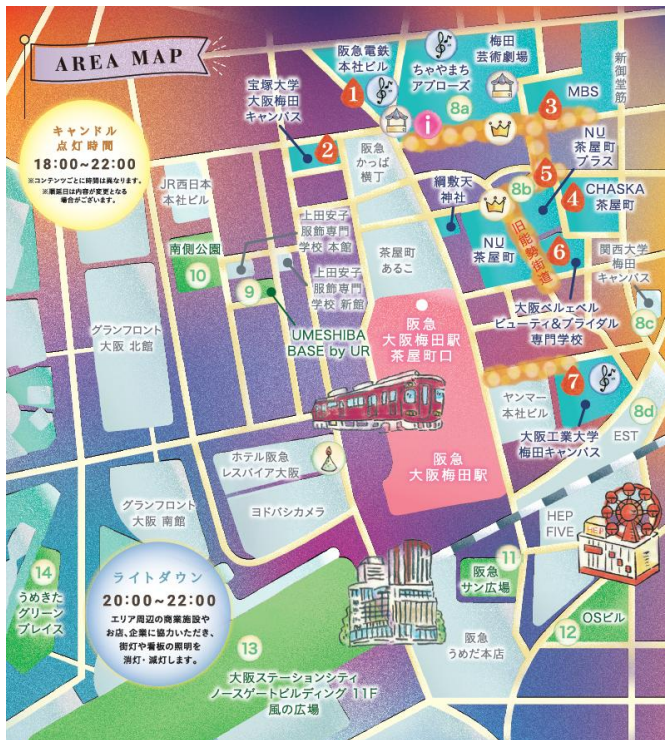 AREA MAP
キャンドル
点灯時間
18:00~22:00
※コンテンツごとに時間は異なります。
※順延日は内容が変更となる
場合がございます。
阪急電鉄
本社ビル
1
ちゃやまち
アプローズ
梅田
芸術劇場
8a
i
3
MBS
新御堂筋
宝塚大学
大阪梅田
キャンパス
2
阪急
かっぱ
横丁
NU
茶屋町
プラス
5
綱敷天
神社
8b
4
CHASKA
茶屋町
JR西日本
本社ビル
上田安子
服飾専門
学校 本館
南側公園
10
9
上田安子
服飾専門
学校 新館
茶屋町
あるこ
NU
茶屋町
旧能勢街道
6
関西大学
梅田
キャンパス
8c
UMESHIBA
BASE by UR
阪急
大阪梅田駅
茶屋町口
大阪ベルェベル
ビューティ&ブライダル
専門学校
グランフロント
大阪 北館
ヤンマー
本社ビル
7
8d
EST
大阪工業大学
梅田キャンパス
ホテル阪急
レスパイア大阪
阪急
大阪梅田駅
グランフロント
大阪 南館
ヨドバシカメラ
HEP
FIVE
HEP
14
うめきた
グリーン
プレイス
ライトダウン
20:00~22:00
エリア周辺の商業施設や
お店、企業に協力いただき、
街灯や看板の照明を
消灯・減灯します。
11
阪急
サン広場
12
OSビル
阪急
うめだ本店
13
大阪ステーションシティ
ノースゲートビルディング 11F
風の広場